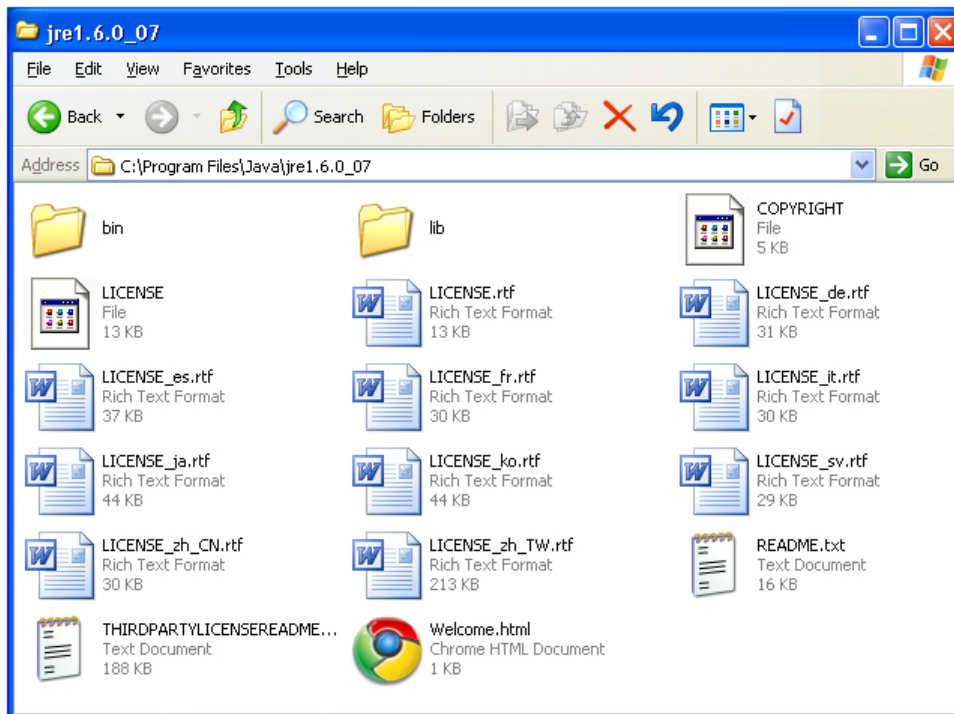 jre1.6.0_07
File Edit View Favorites Tools Help
Back Search Folders
Address C:\Program Files\Java\jre1.6.0_07 Go
bin
lib
COPYRIGHT
File
5 KB
LICENSE
File
13 KB
LICENSE.rtf
Rich Text Format
13 KB
LICENSE_de.rtf
Rich Text Format
31 KB
LICENSE_es.rtf
Rich Text Format
37 KB
LICENSE_fr.rtf
Rich Text Format
30 KB
LICENSE_it.rtf
Rich Text Format
30 KB
LICENSE_ja.rtf
Rich Text Format
44 KB
LICENSE_ko.rtf
Rich Text Format
44 KB
LICENSE_sv.rtf
Rich Text Format
29 KB
LICENSE_zh_CN.rtf
Rich Text Format
30 KB
LICENSE_zh_TW.rtf
Rich Text Format
213 KB
README.txt
Text Document
16 KB
THIRDPARTYLICENSEREADME...
Text Document
188 KB
Welcome.html
Chrome HTML Document
1 KB